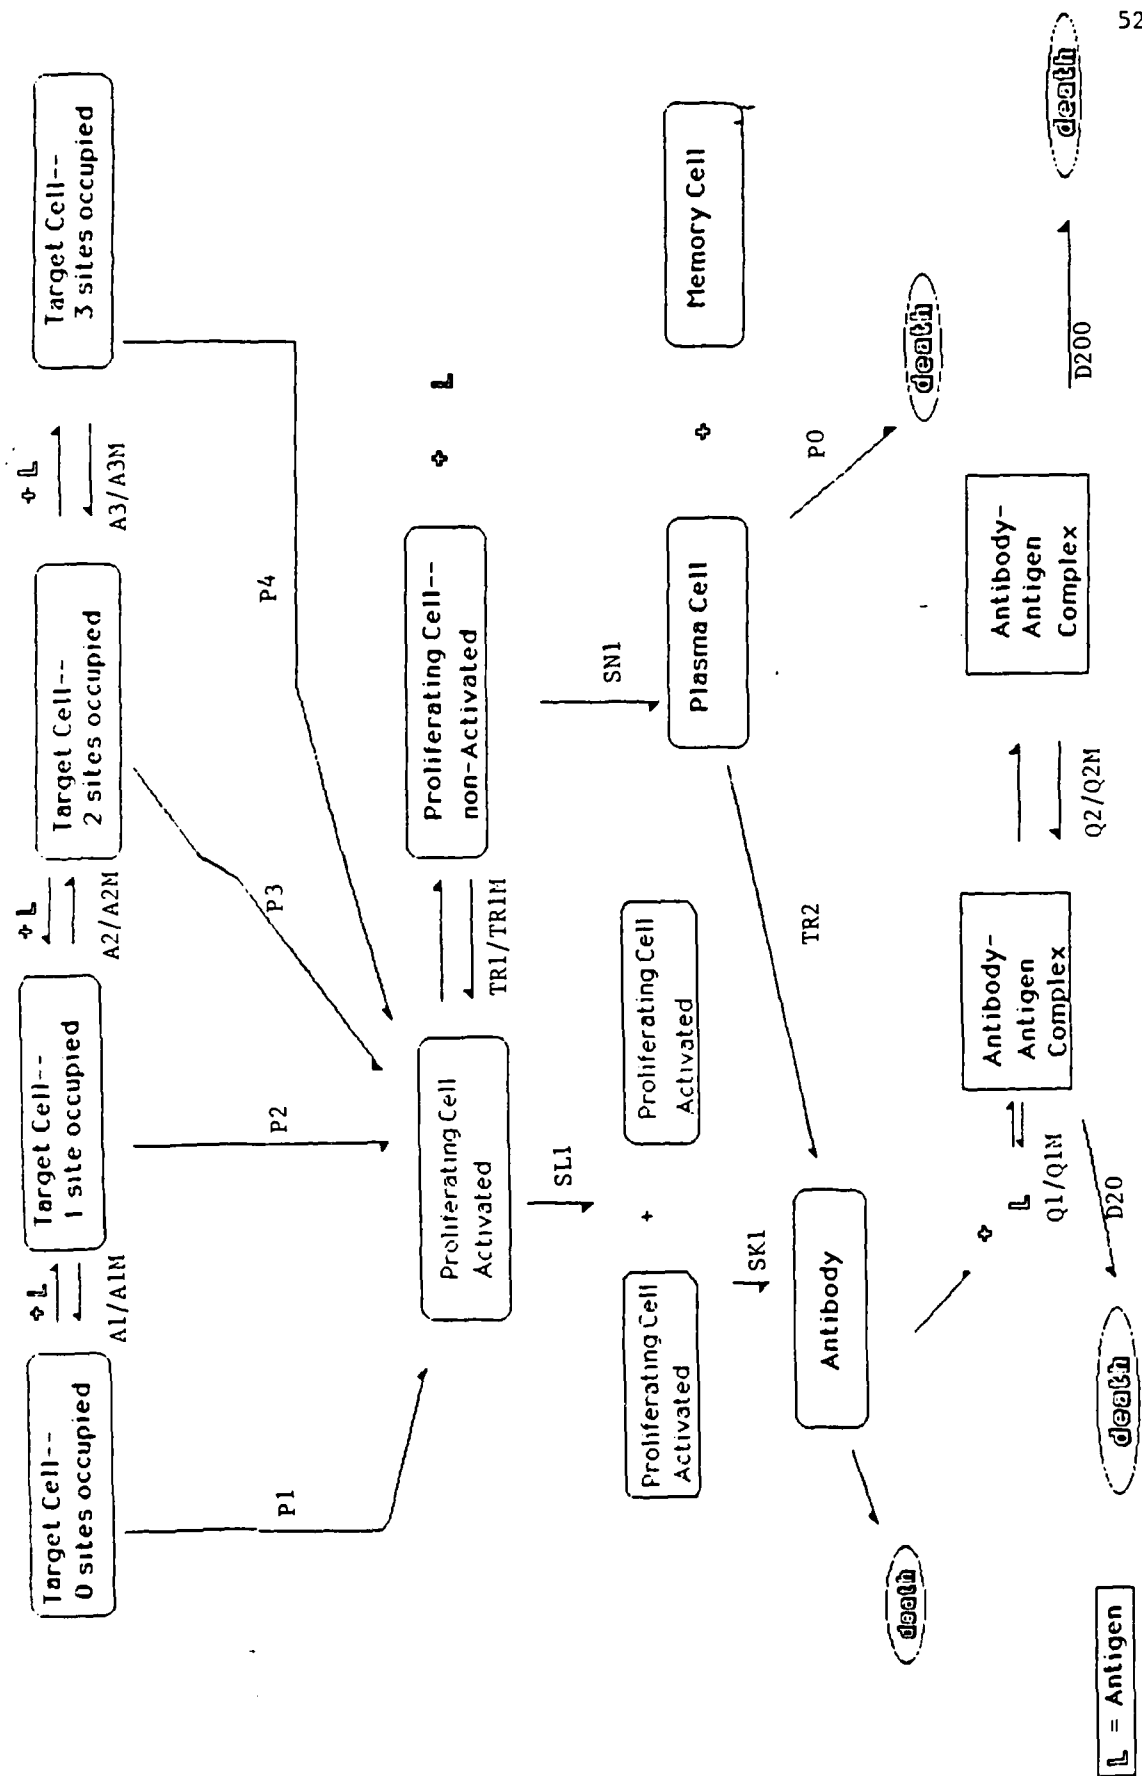 52
Target Cell--
0 sites occupied
+L
A1/A1M
Target Cell--
1 site occupied
+L
A2/A2M
Target Cell--
2 sites occupied
+L
A3/A3M
Target Cell--
3 sites occupied
P1
P2
P3
P4
Proliferating Cell
Activated
TR1/TR1M
Proliferating Cell--
non-Activated
+ L
SL1
SN1
Proliferating Cell
Activated
+
Proliferating Cell
Activated
Plasma Cell
+
Memory Cell
SK1
TR2
P0
Antibody
death
death
+
L
Q1/Q1M
Antibody-
Antigen
Complex
Q2/Q2M
Antibody-
Antigen
Complex
D200
death
D20
death
L = Antigen